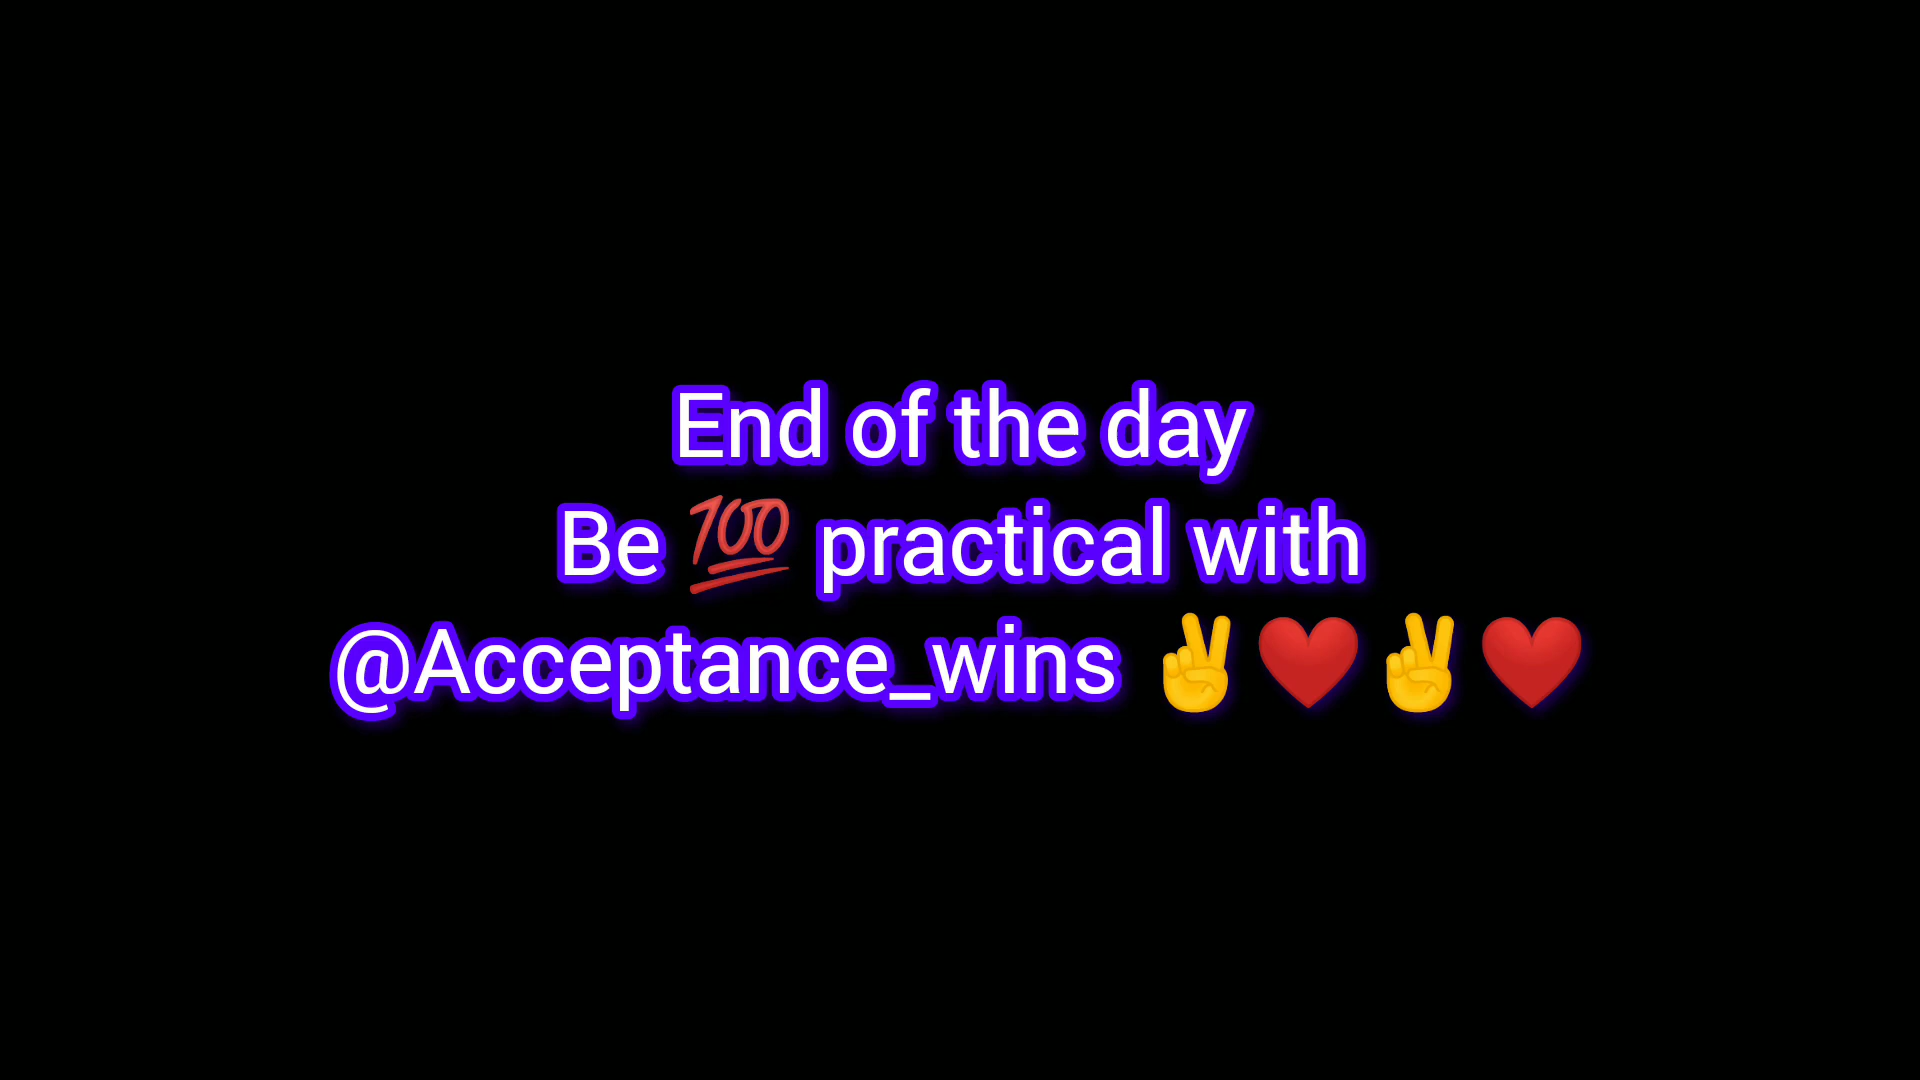 End of the day
Be 💯 practical with
@Acceptance_wins ✌️❤️✌️❤️